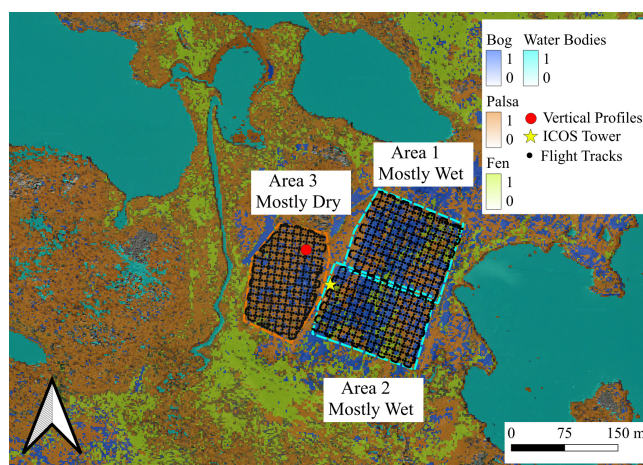 Bog
Water Bodies
1
1
0
0
Palsa
1
0
Vertical Profiles
ICOS Tower
Flight Tracks
Fen
1
0
Area 1
Mostly Wet
Area 3
Mostly Dry
Area 2
Mostly Wet
0
75
150 m